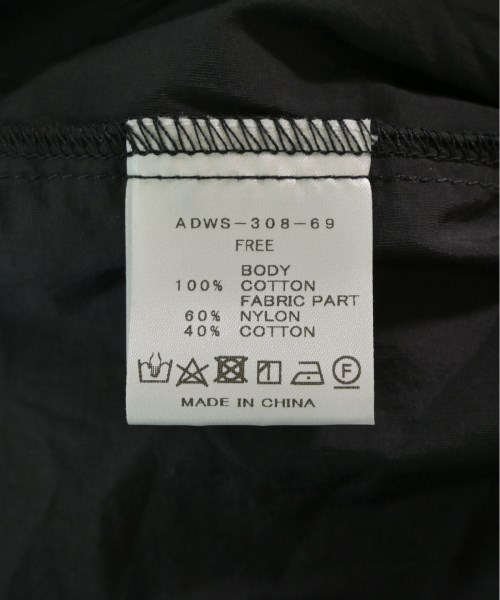 ADWS-308-69
FREE
BODY
100% COTTON
FABRIC PART
60% NYLON
40% COTTON
F
MADE IN CHINA